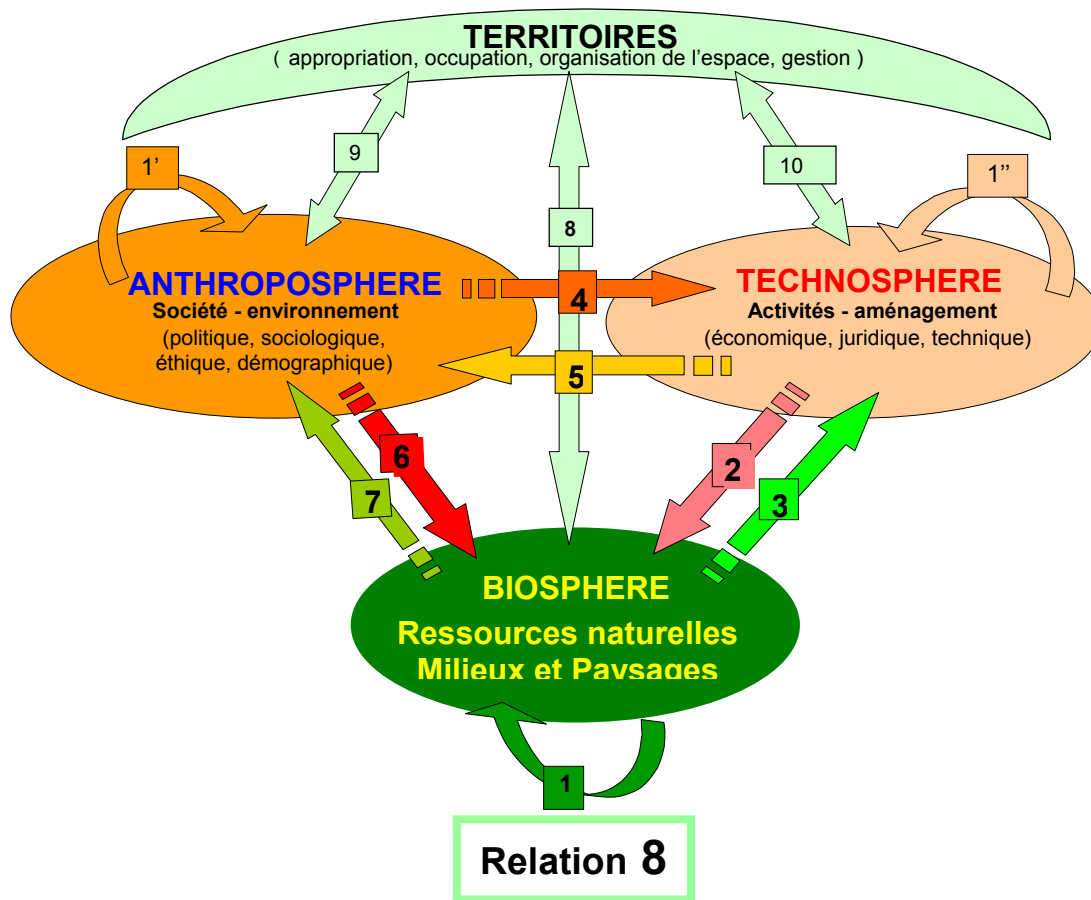 TERRITOIRES
( appropriation, occupation, organisation de l'espace, gestion )
9
10
1'
1''
8
ANTHROPOSPHERE
Société - environnement
(politique, sociologique,
éthique, démographique)
4
TECHNOSPHERE
Activités - aménagement
(économique, juridique, technique)
5
6
2
7
3
BIOSPHERE
Ressources naturelles
Milieux et Paysages
1
Relation 8